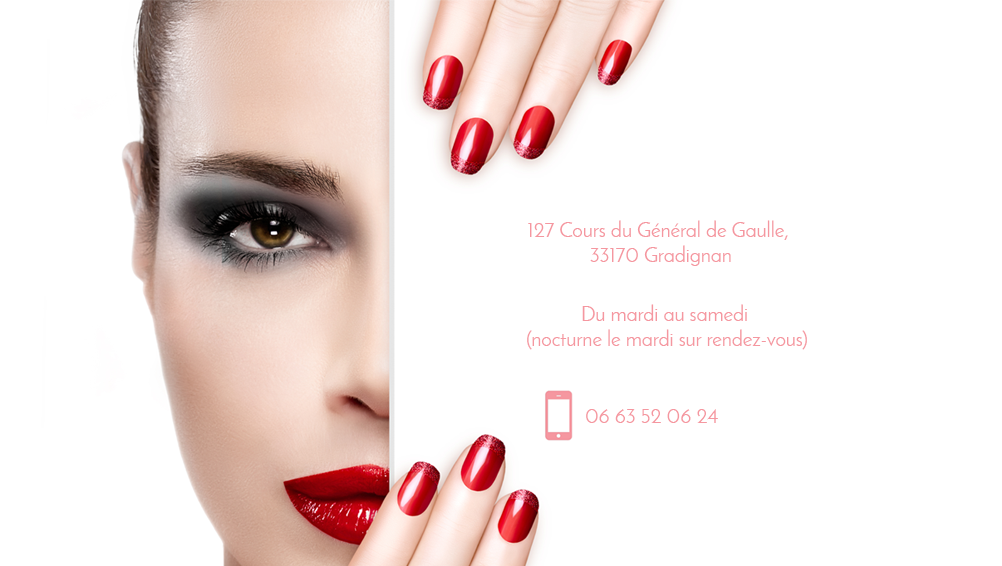 127 Cours du Général de Gaulle,
33170 Gradignan
Du mardi au samedi
(nocturne le mardi sur rendez-vous)
06 63 52 06 24